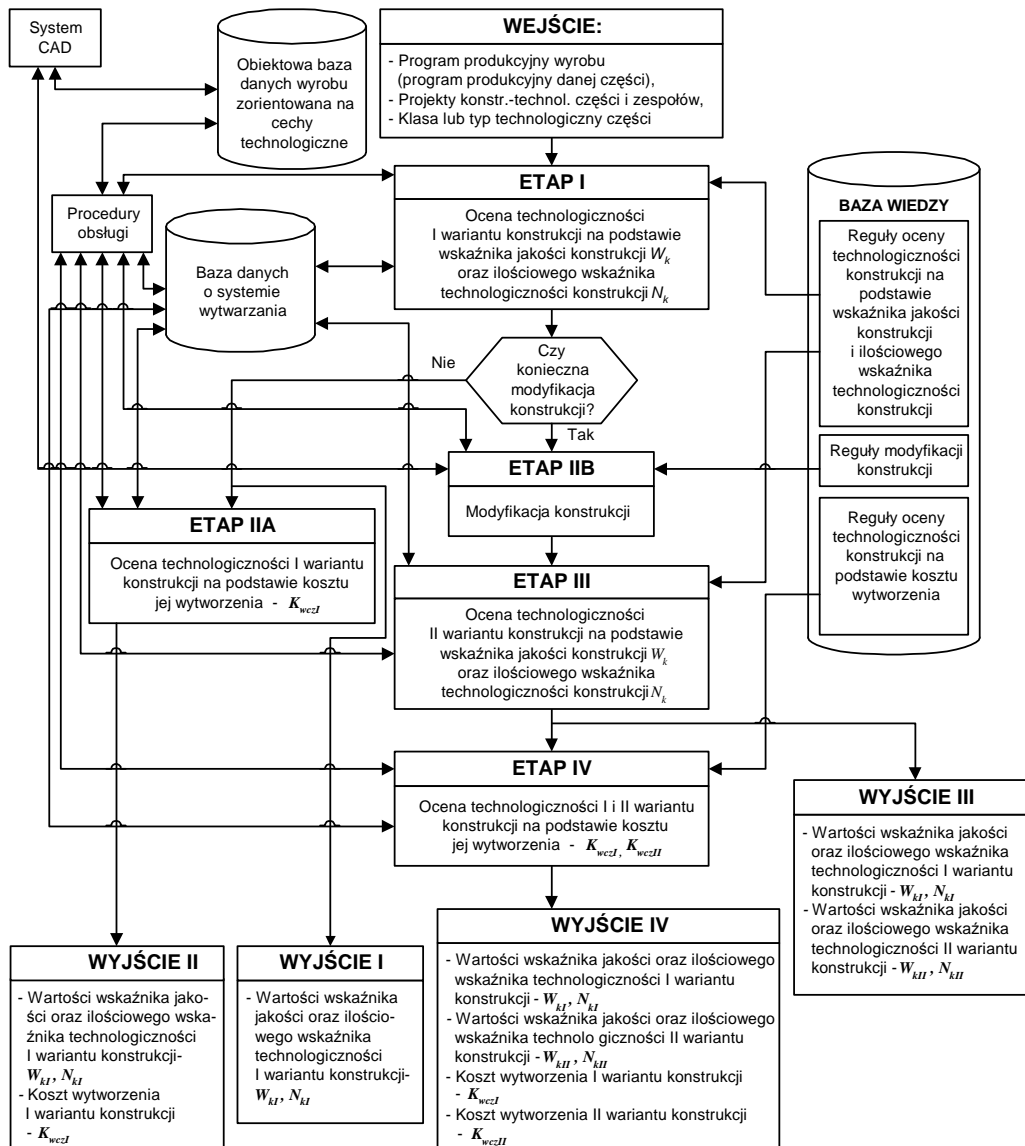 System
CAD
Obiektowa baza
danych wyrobu
zorientowana na
cechy
technologiczne
WEJŚCIE:
- Program produkcyjny wyrobu
(program produkcyjny danej części),
- Projekty konstr.-technol. części i zespołów,
- Klasa lub typ technologiczny części
Procedury
obsługi
Baza danych
o systemie
wytwarzania
ETAP I
Ocena technologiczności
I wariantu konstrukcji na podstawie
wskaźnika jakości konstrukcji Wk
oraz ilościowego wskaźnika
technologiczności konstrukcji Nk
BAZA WIEDZY
Reguły oceny
technologiczności
konstrukcji na
podstawie
wskaźnika jakości
konstrukcji
i ilościowego
wskaźnika
technologiczności
konstrukcji
Reguły modyfikacji
konstrukcji
Reguły oceny
technologiczności
konstrukcji na
podstawie kosztu
wytworzenia
Nie
Czy
konieczna
modyfikacja
konstrukcji?
Tak
ETAP IIB
Modyfikacja konstrukcji
ETAP IIA
Ocena technologiczności I wariantu
konstrukcji na podstawie kosztu
jej wytworzenia - KwczI
ETAP III
Ocena technologiczności
II wariantu konstrukcji na podstawie
wskaźnika jakości konstrukcji Wk
oraz ilościowego wskaźnika
technologiczności konstrukcji Nk
ETAP IV
Ocena technologiczności I i II wariantu
konstrukcji na podstawie kosztu
jej wytworzenia - KwczI, KwczII
WYJŚCIE III
- Wartości wskaźnika jakości
oraz ilościowego wskaźnika
technologiczności I wariantu
konstrukcji - WkI, NkI
- Wartości wskaźnika jakości
oraz ilościowego wskaźnika
technologiczności II wariantu
konstrukcji - WkII, NkII
WYJŚCIE II
- Wartości wskaźnika jako-
ści oraz ilościowego wska-
źnika technologiczności
I wariantu konstrukcji-
WkI, NkI
- Koszt wytworzenia
I wariantu konstrukcji
- KwczI
WYJŚCIE I
- Wartości wskaźnika
jakości oraz ilościo-
wego wskaźnika
technologiczności
I wariantu konstrukcji-
WkI, NkI
WYJŚCIE IV
- Wartości wskaźnika jakości oraz ilościowego
wskaźnika technologiczności I wariantu
konstrukcji - WkI, NkI
- Wartości wskaźnika jakości oraz ilościowego
wskaźnika technolo giczności II wariantu
konstrukcji - WkII, NkII
- Koszt wytworzenia I wariantu konstrukcji
- KwczI
- Koszt wytworzenia II wariantu konstrukcji
- KwczII